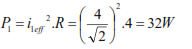 P₁ = i₁eff².R = (4/√2)².4 = 32W